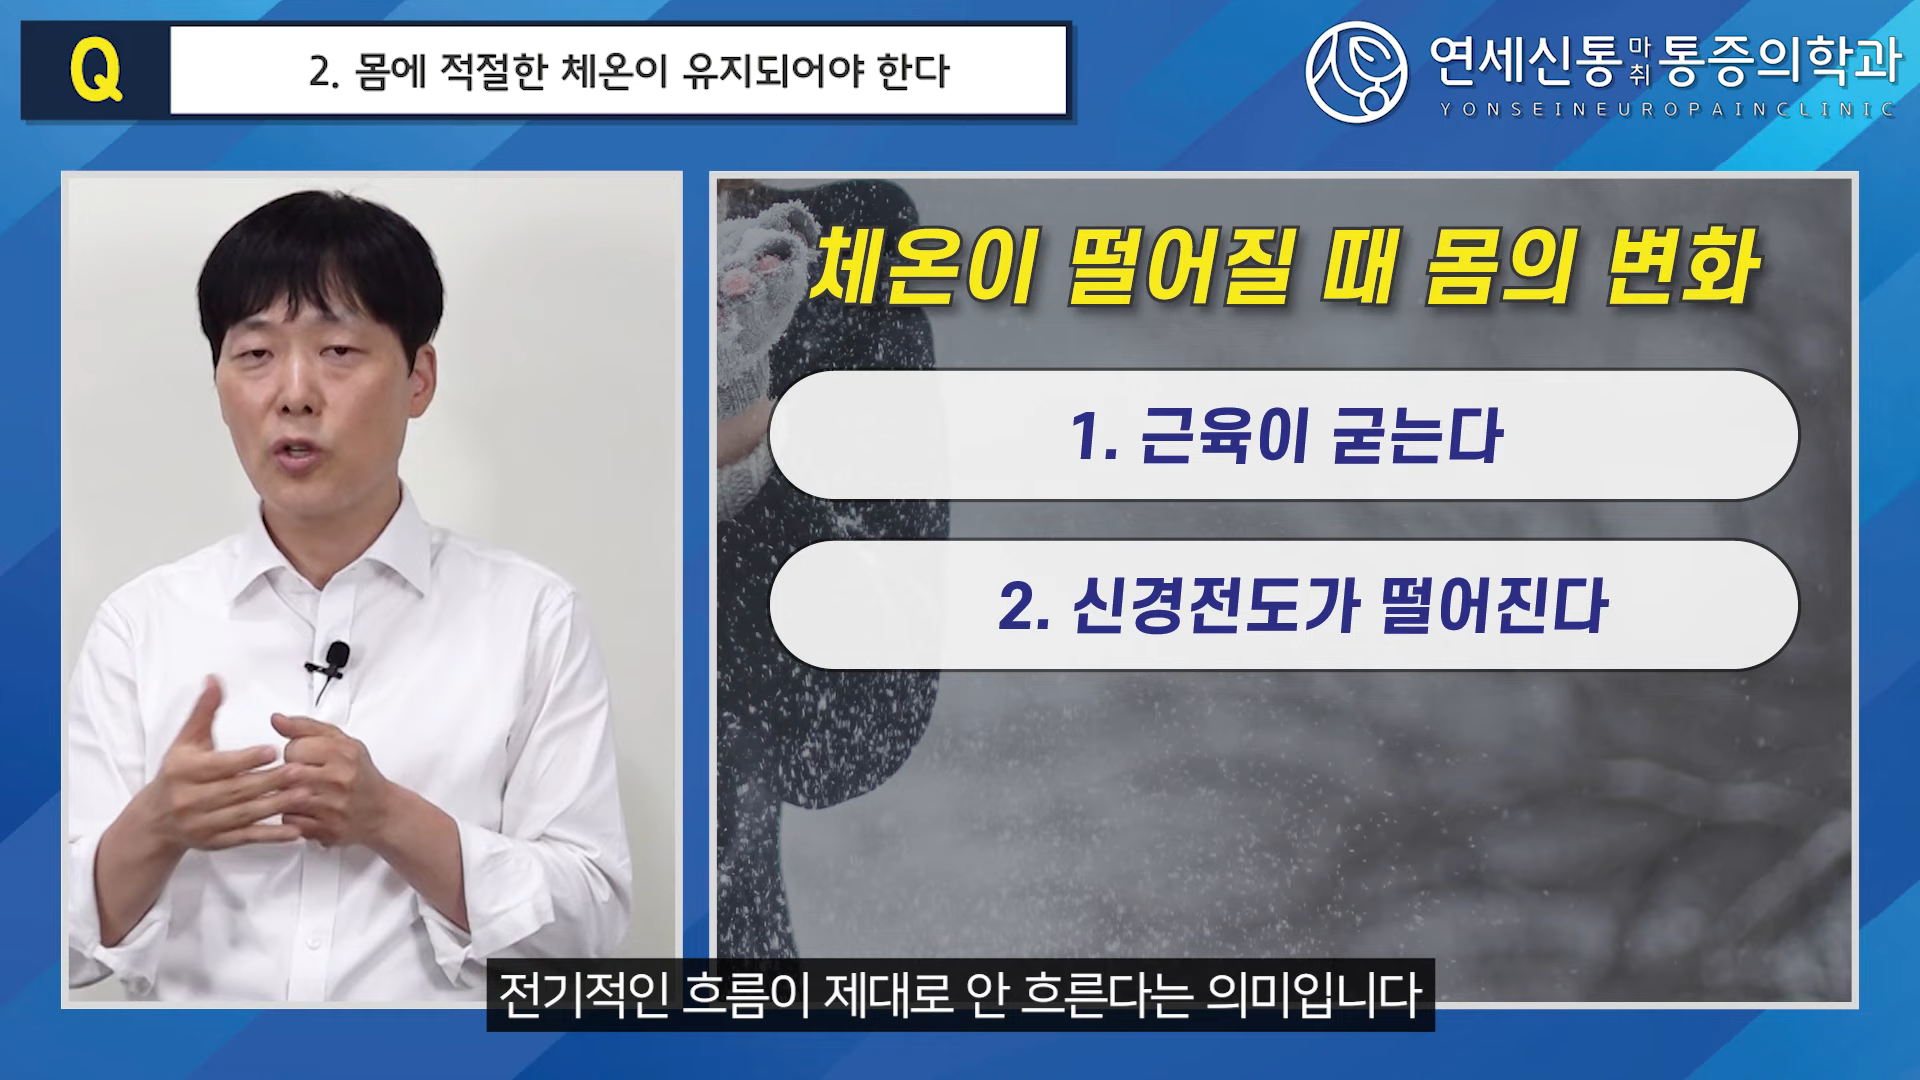 Q
2. 몸에 적절한 체온이 유지되어야 한다
연세신통마취통증의학과
YONSEINEUROPAINCLINIC
체온이 떨어질 때 몸의 변화
1. 근육이 굳는다
2. 신경전도가 떨어진다
전기적인 흐름이 제대로 안 흐른다는 의미입니다